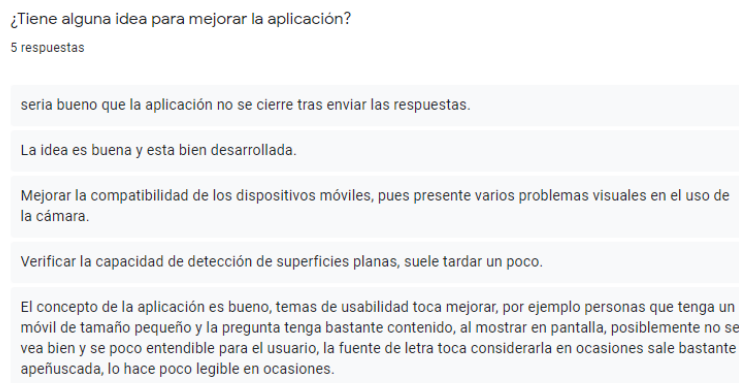 ¿Tiene alguna idea para mejorar la aplicación?
5 respuestas
seria bueno que la aplicación no se cierre tras enviar las respuestas.
La idea es buena y esta bien desarrollada.
Mejorar la compatibilidad de los dispositivos móviles, pues presente varios problemas visuales en el uso de
la cámara.
Verificar la capacidad de detección de superficies planas, suele tardar un poco.
El concepto de la aplicación es bueno, temas de usabilidad toca mejorar, por ejemplo personas que tenga un
móvil de tamaño pequeño y la pregunta tenga bastante contenido, al mostrar en pantalla, posiblemente no se
vea bien y se poco entendible para el usuario, la fuente de letra toca considerarla en ocasiones sale bastante
apeñuscada, lo hace poco legible en ocasiones.